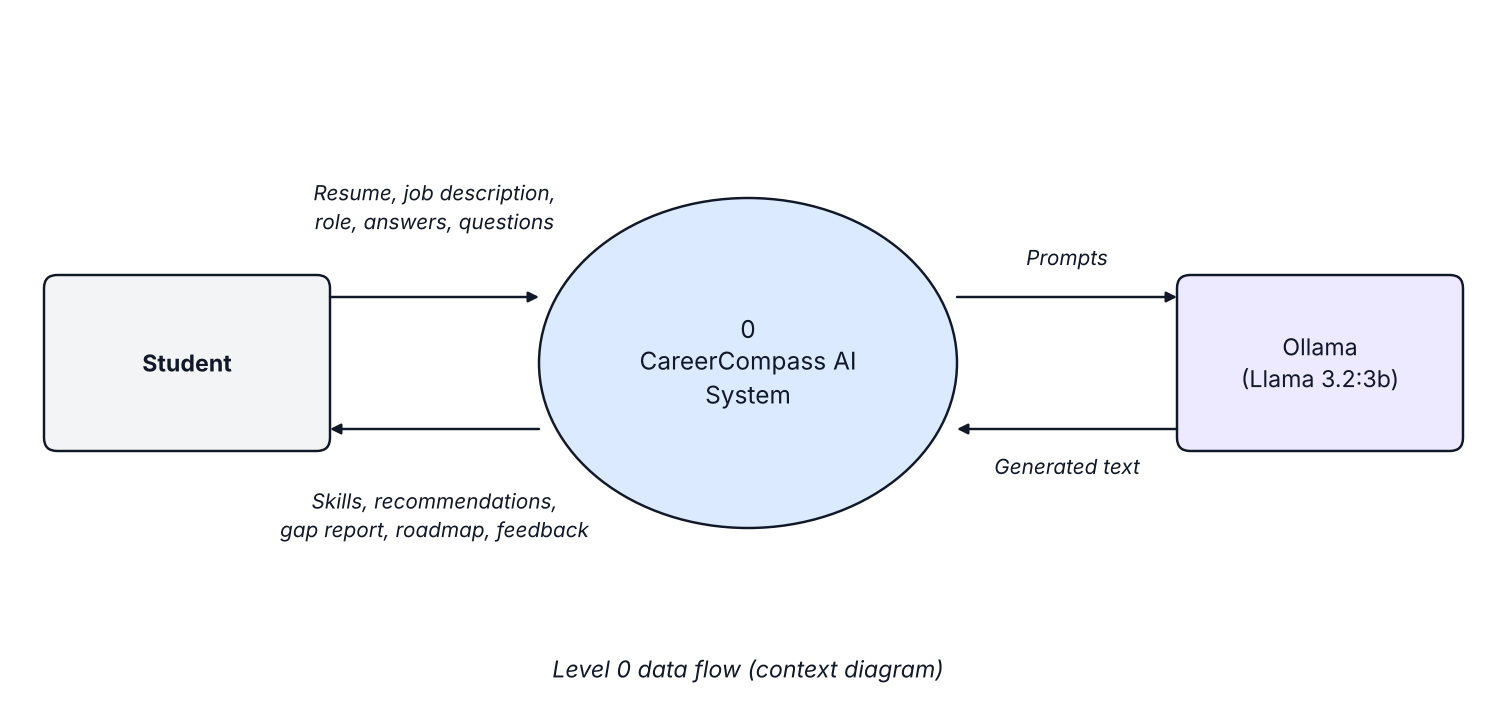 Resume, job description,
role, answers, questions
Prompts
Student
0
CareerCompass AI
System
Ollama
(Llama 3.2:3b)
Generated text
Skills, recommendations,
gap report, roadmap, feedback
Level 0 data flow (context diagram)